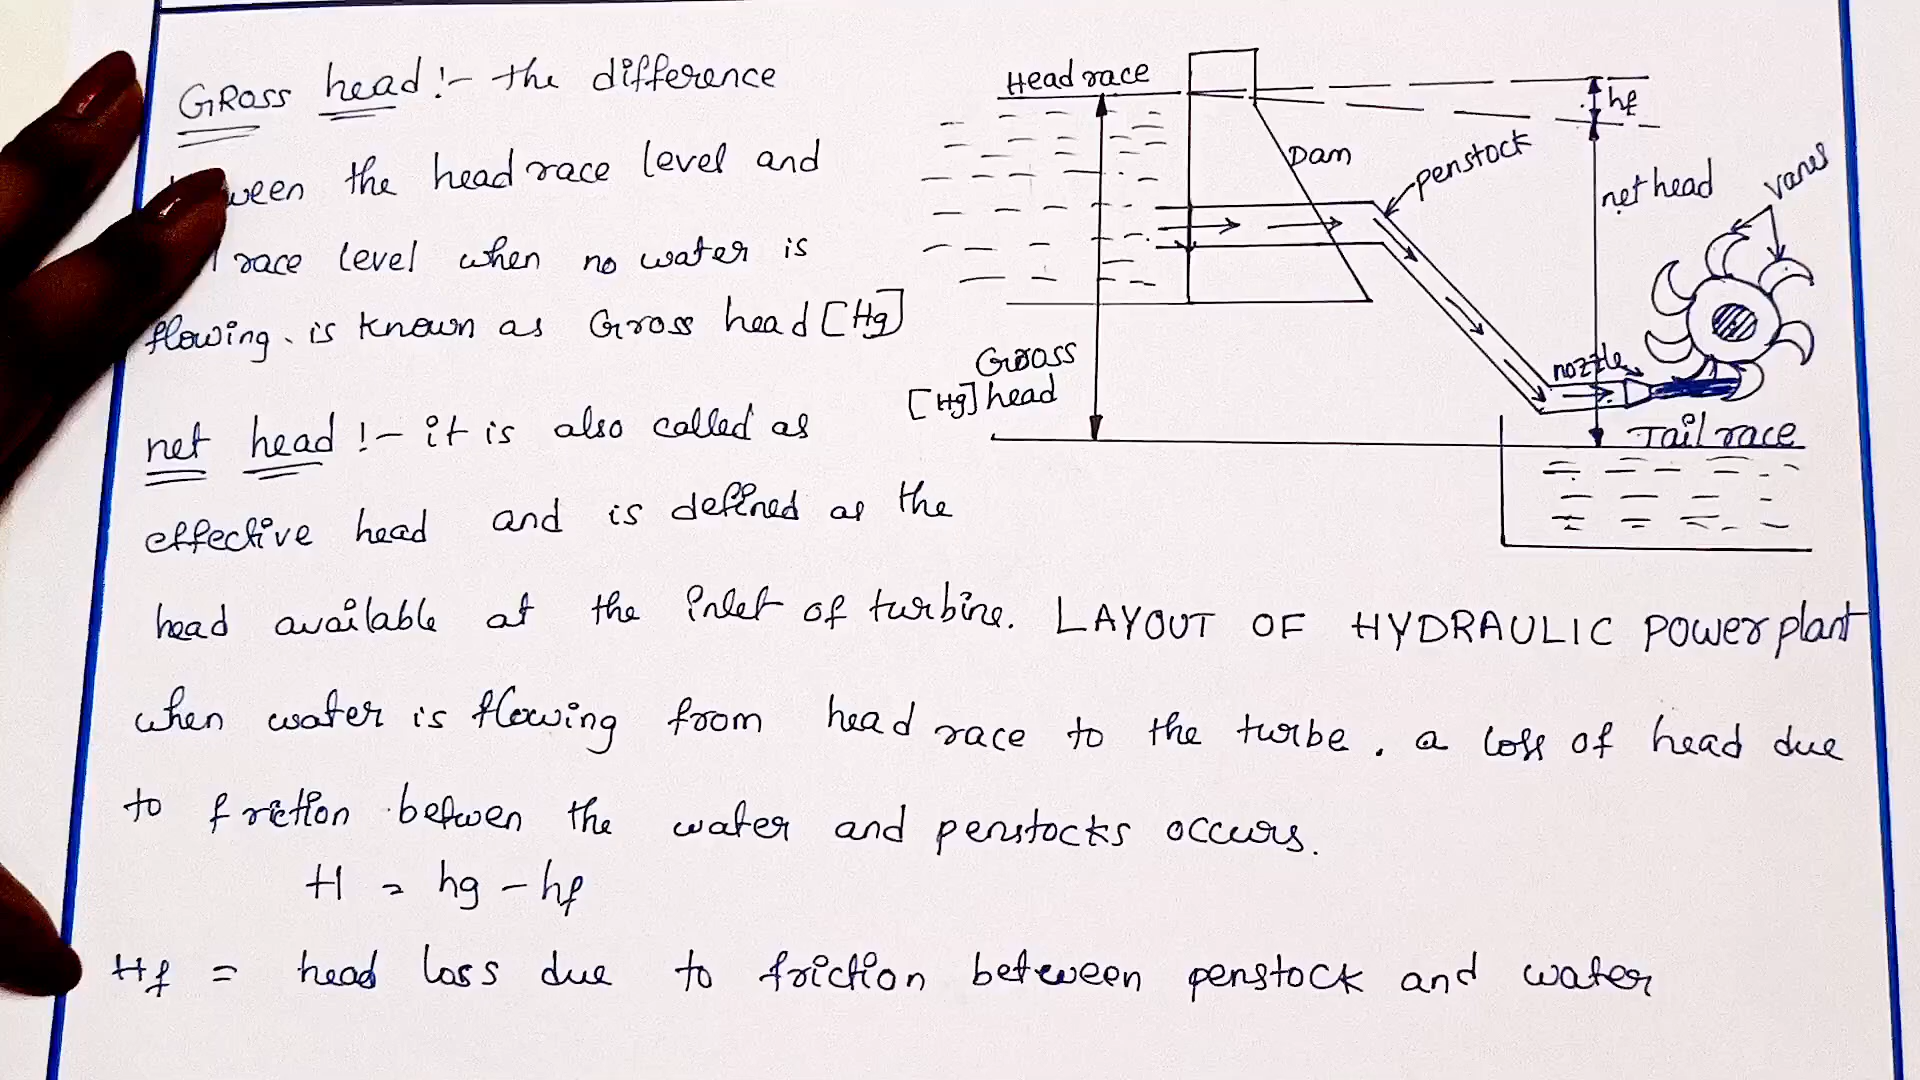 GRoss head !- the difference
the head race level and
race level when no water is
flowing. is known as Gross head [Hg]
net head !- it is also called as
effective head and is defined as the
head available at the inlet of turbine.
Head race
hf
Dam
penstock
net head
vanes
nozzle
Gross
[Hg] head
Tail race
LAYOUT OF HYDRAULIC Power plant
when water is flowing from head race to the turbe. a loss of head due
to friction betwen the water and penstocks occurs.
H = hg - hf
Hf = head loss due to friction between penstock and water